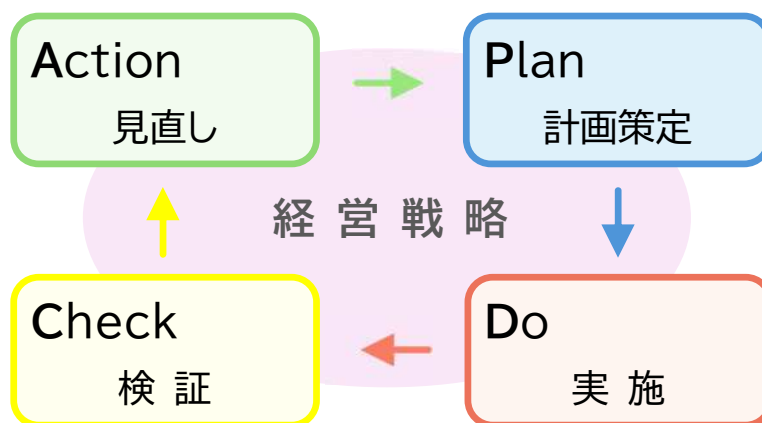 Action
見直し
Plan
計画策定
経営戦略
Check
検証
Do
実施